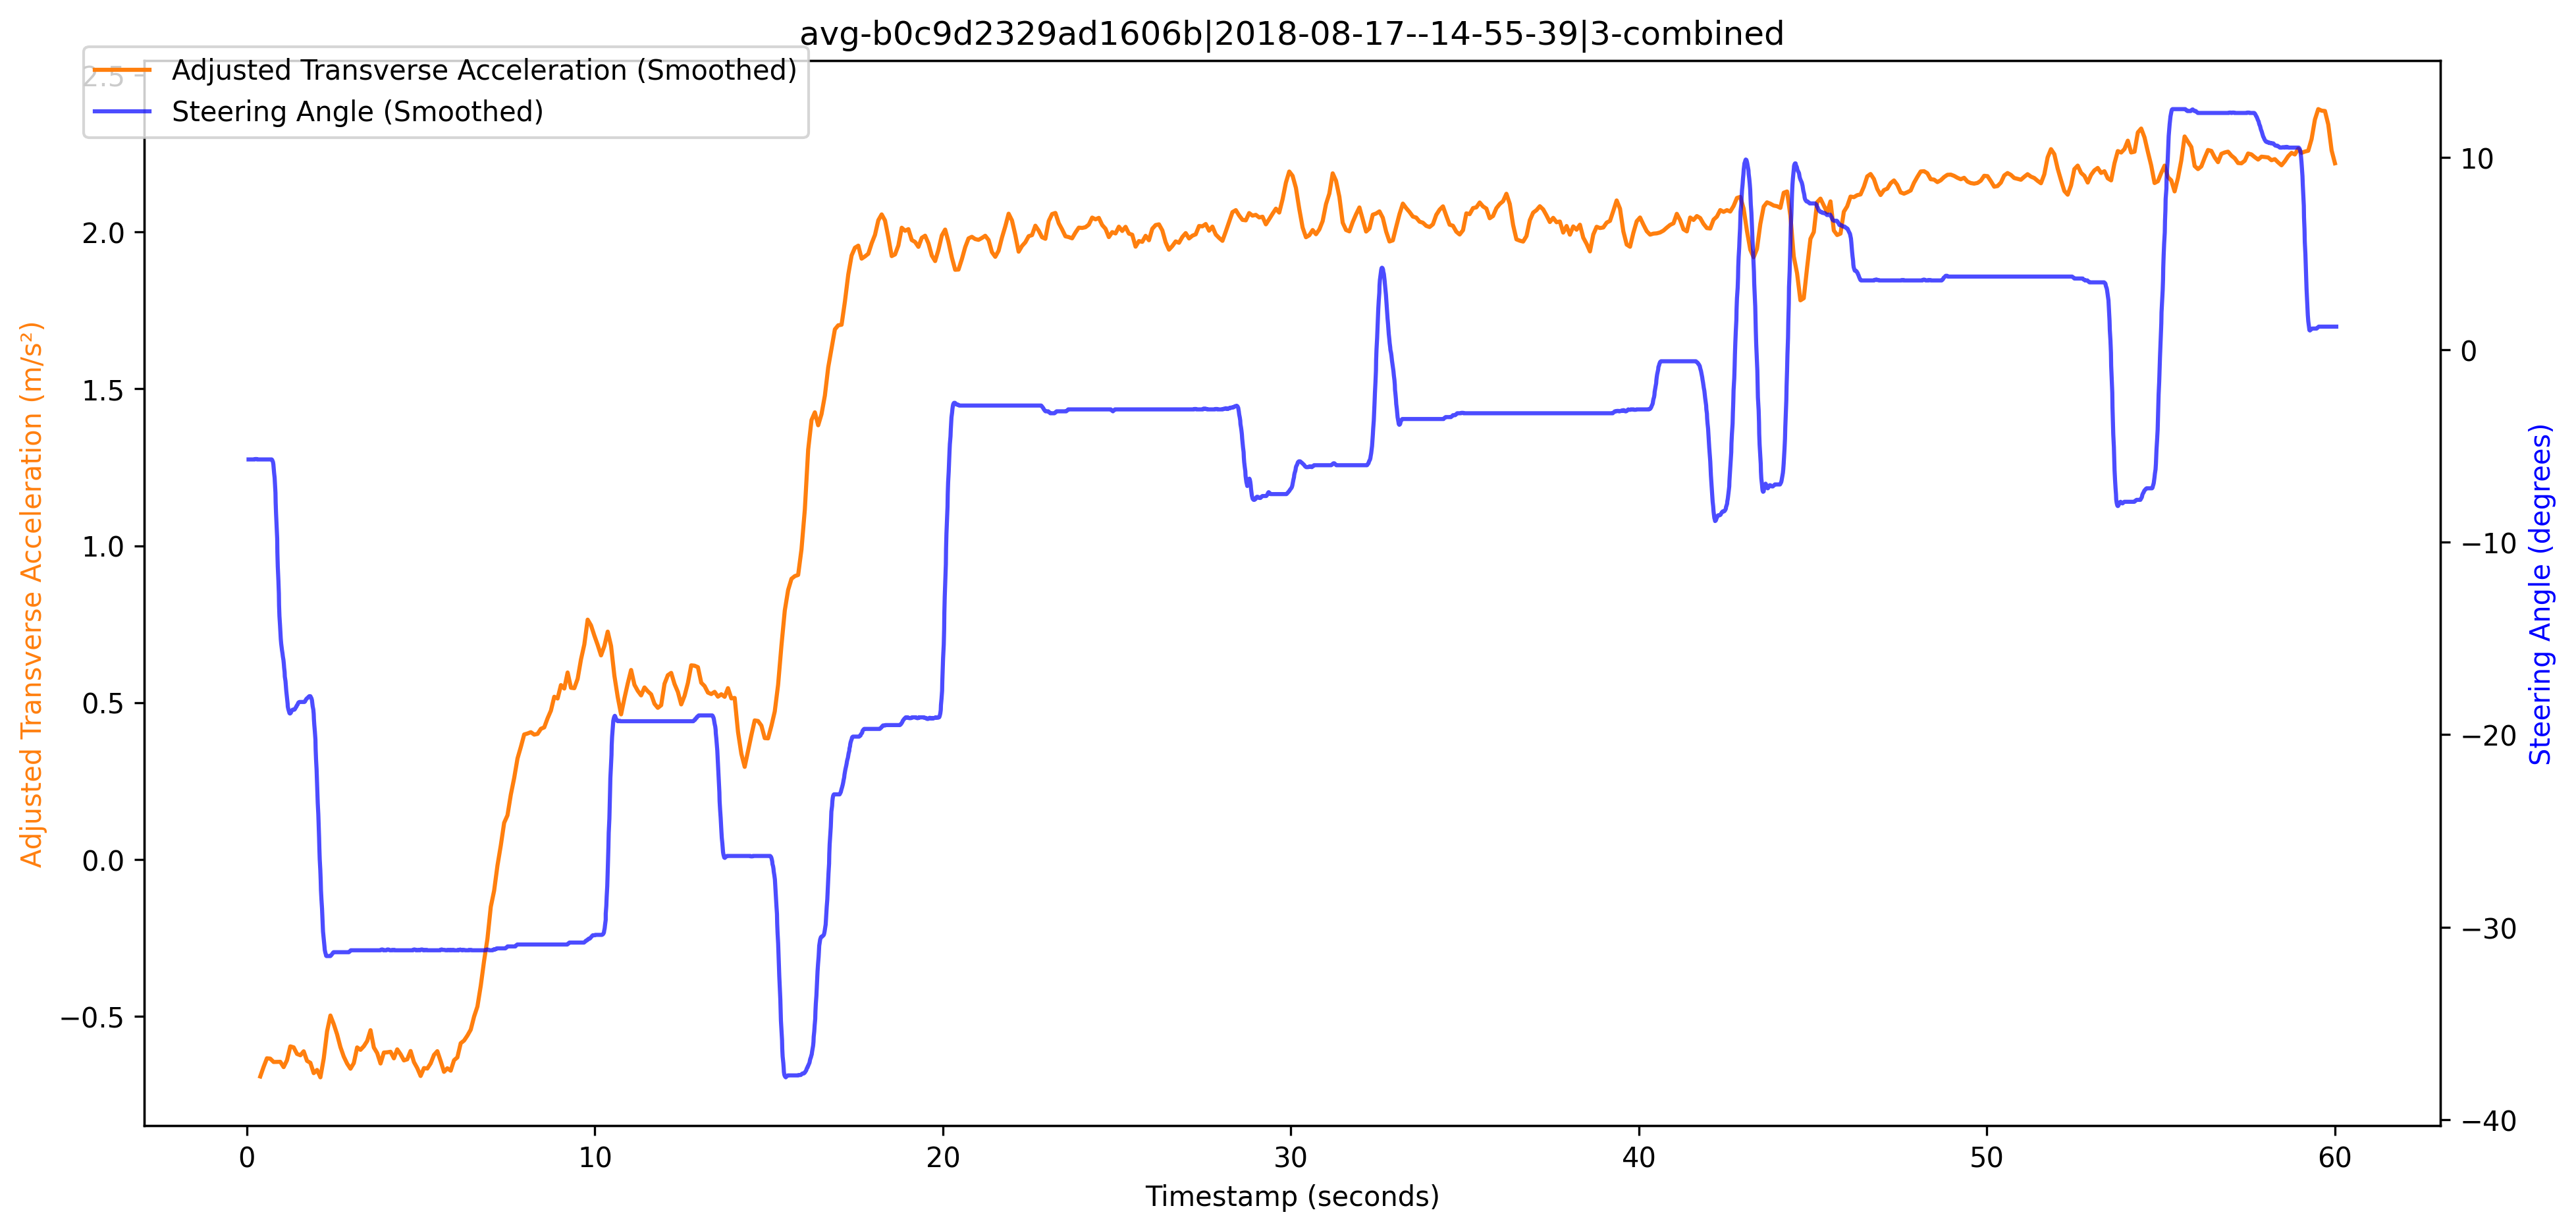 avg-b0c9d2329ad1606b|2018-08-17--14-55-39|3-combined
Adjusted Transverse Acceleration (Smoothed)
Steering Angle (Smoothed)
2.5
2.0
1.5
1.0
0.5
0.0
−0.5
Adjusted Transverse Acceleration (m/s²)
10
0
−10
−20
−30
−40
Steering Angle (degrees)
0 10 20 30 40 50 60
Timestamp (seconds)